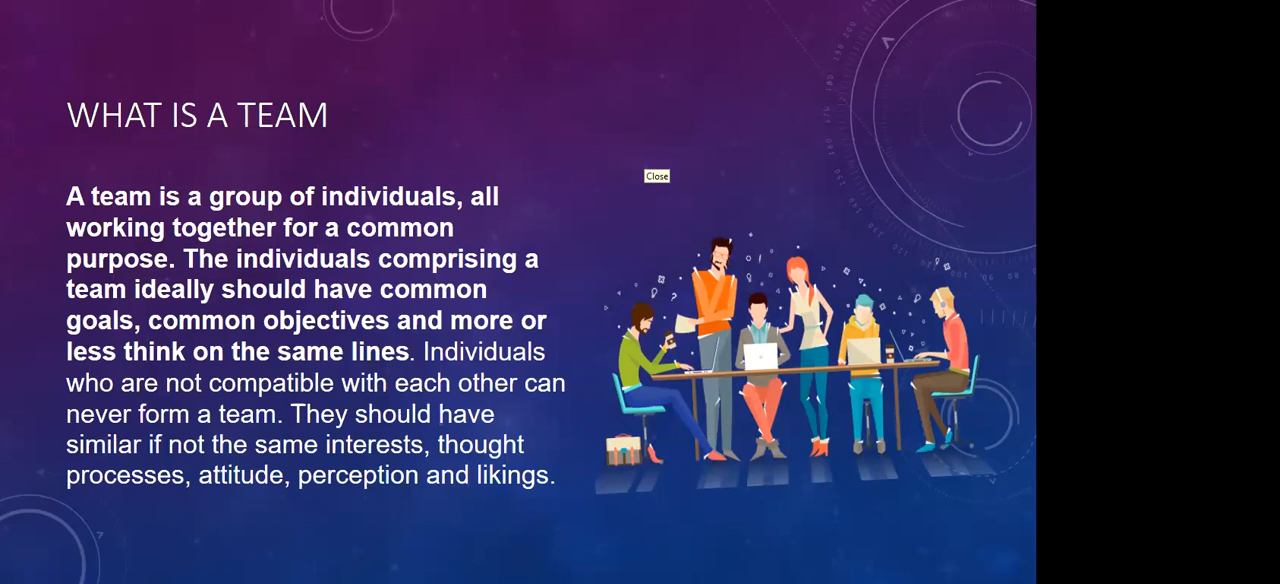 WHAT IS A TEAM
A team is a group of individuals, all
working together for a common
purpose. The individuals comprising a
team ideally should have common
goals, common objectives and more or
less think on the same lines. Individuals
who are not compatible with each other can
never form a team. They should have
similar if not the same interests, thought
processes, attitude, perception and likings.
Close